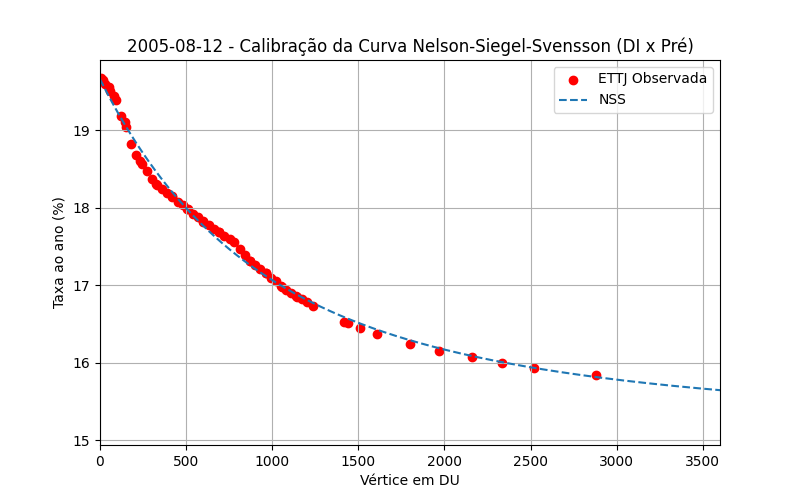 2005-08-12 - Calibração da Curva Nelson-Siegel-Svensson (DI x Pré)
ETTJ Observada
NSS
Taxa ao ano (%)
19
18
17
16
15
0 500 1000 1500 2000 2500 3000 3500
Vértice em DU